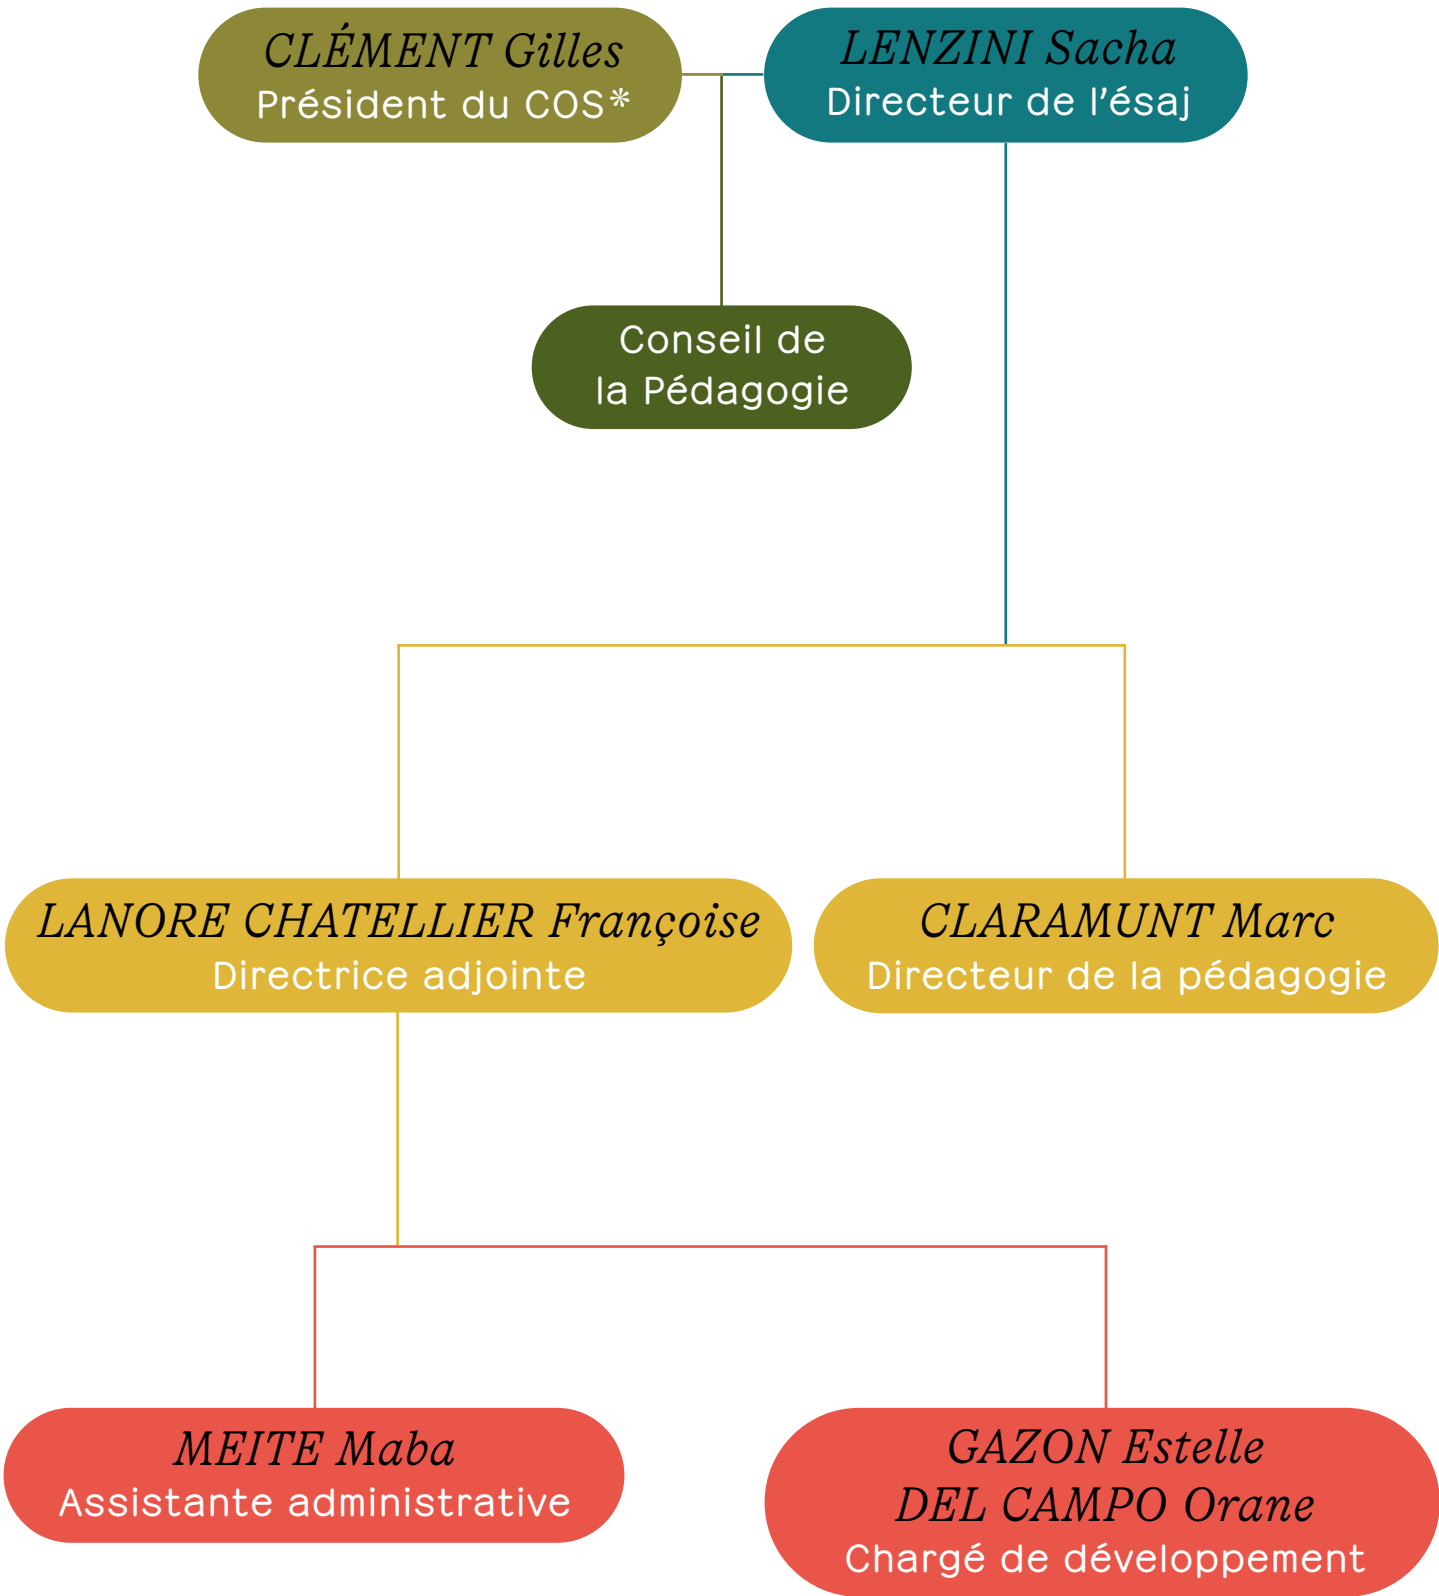 CLÉMENT Gilles
Président du COS*
LENZINI Sacha
Directeur de l'ésaj
Conseil de
la Pédagogie
LANORE CHATELLIER Françoise
Directrice adjointe
CLARAMUNT Marc
Directeur de la pédagogie
MEITE Maba
Assistante administrative
GAZON Estelle
DEL CAMPO Orane
Chargé de développement